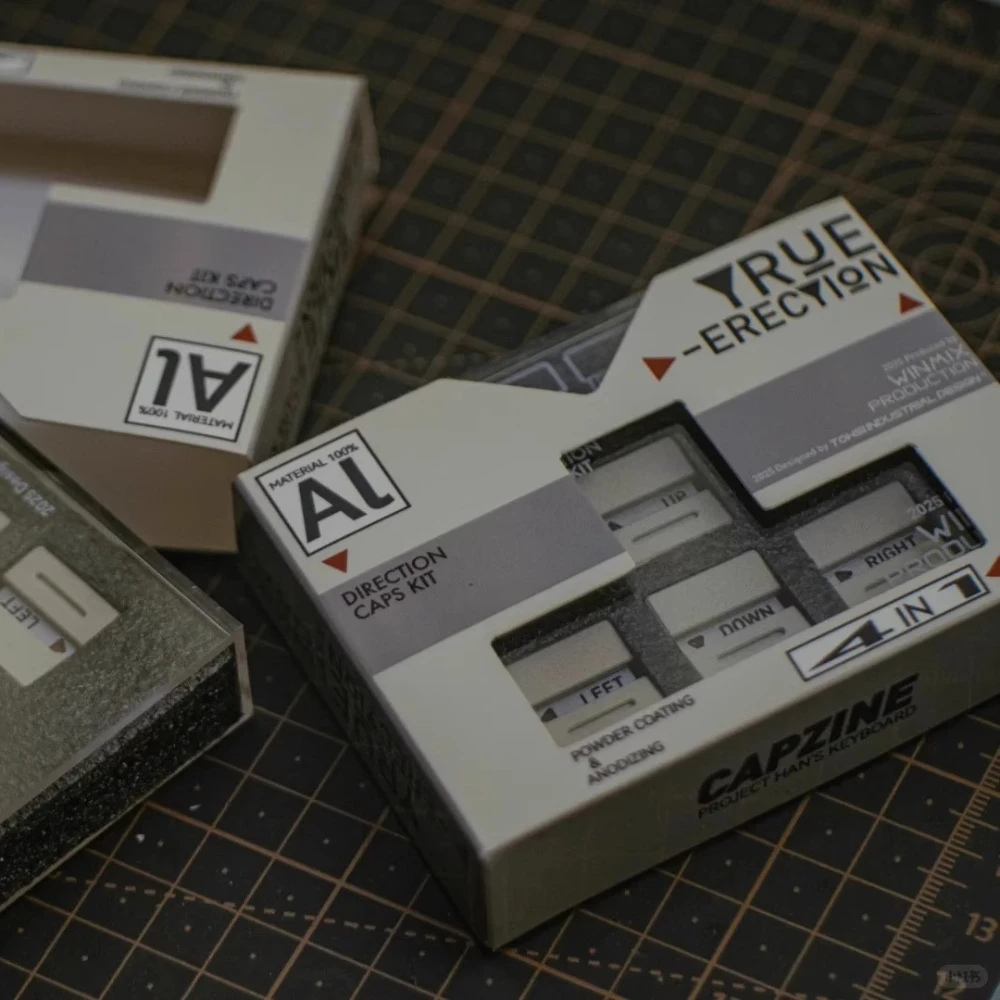 DIRECTION
CAPS KIT
MATERIAL 100%
Al
LEFT
YRUE
-ERECYION
2025 Produced by
WINMIX
PRODUCTION
2025 Designed by TOHSI INDUSTRIAL DESIGN
MATERIAL 100%
Al
DIRECTION
CAPS KIT
UP
LEFT
DOWN
RIGHT
2025
4 IN 1
POWDER COATING
&
ANODIZING
CAPZINE
PROJECT HAN'S KEYBOARD
13